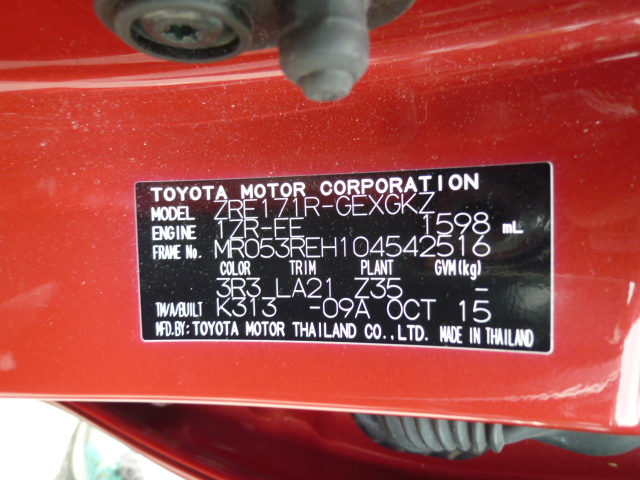 TOYOTA MOTOR CORPORATION
MODEL ZRE171R-GEXGKZ
ENGINE 1ZR-FE 1598 mL
FRAME No. MR053REH104542516
COLOR TRIM PLANT GVM(kg)
3R3 LA21 Z35 -
T/M/A/BUILT K313 -09A OCT 15
MFD.BY: TOYOTA MOTOR THAILAND CO.,LTD. MADE IN THAILAND